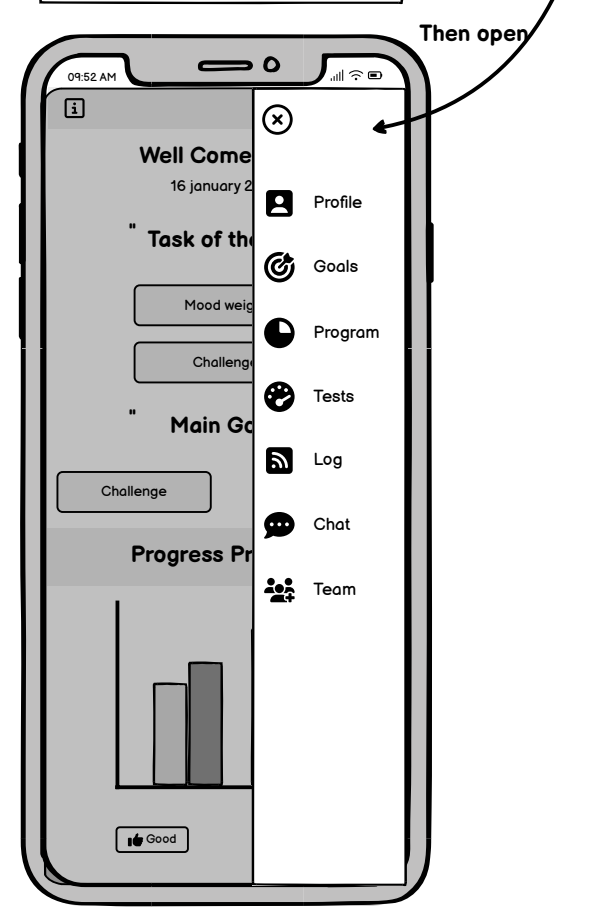 Then open
09:52 AM
Well Come
16 january 2
" Task of the
Mood weig
Challenge
" Main Go
Challenge
Progress Pr
Good
Profile
Goals
Program
Tests
Log
Chat
Team